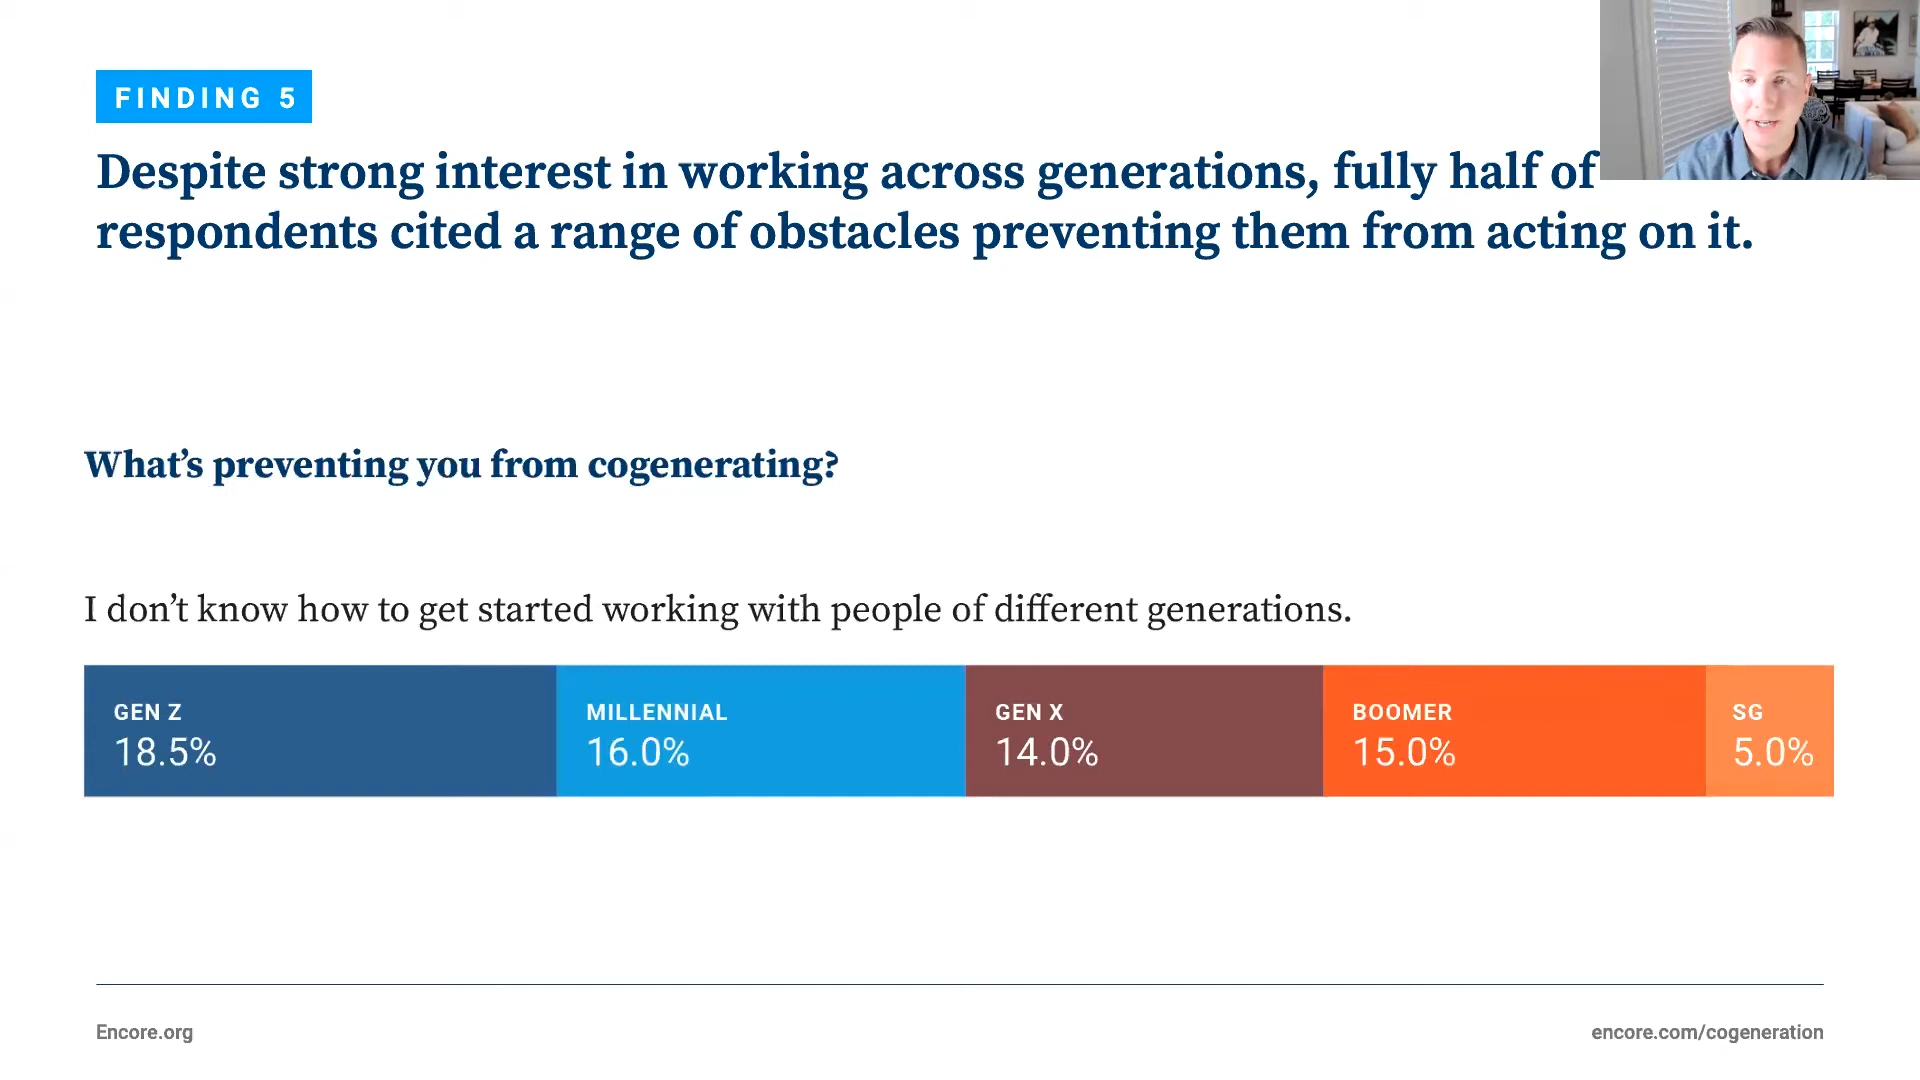 FINDING 5
Despite strong interest in working across generations, fully half of
respondents cited a range of obstacles preventing them from acting on it.
What’s preventing you from cogenerating?
I don’t know how to get started working with people of different generations.
GEN Z
18.5%
MILLENNIAL
16.0%
GEN X
14.0%
BOOMER
15.0%
SG
5.0%
Encore.org
encore.com/cogeneration